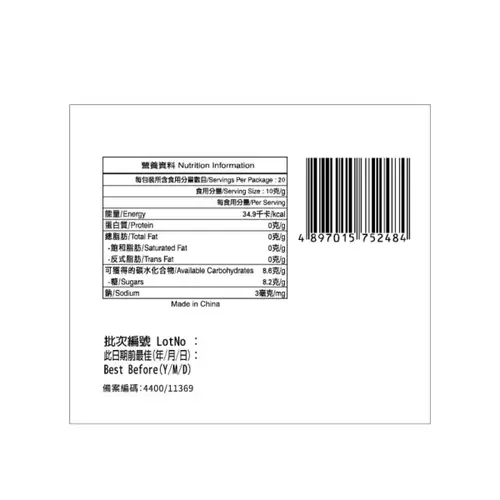 營養資料 Nutrition Information
每包裝所含食用分量數目/Servings Per Package : 20
食用分量/Serving Size : 10克/g
每食用分量/Per Serving
能量/Energy 34.9千卡/kcal
蛋白質/Protein 0克/g
總脂肪/Total Fat 0克/g
-飽和脂肪/Saturated Fat 0克/g
-反式脂肪/Trans Fat 0克/g
可獲得的碳水化合物/Available Carbohydrates 8.6克/g
-糖/Sugars 8.2克/g
鈉/Sodium 3毫克/mg
Made in China
4 897015 752484
批次編號 LotNo :
此日期前最佳(年/月/日):
Best Before(Y/M/D)
備案編碼:4400/11369